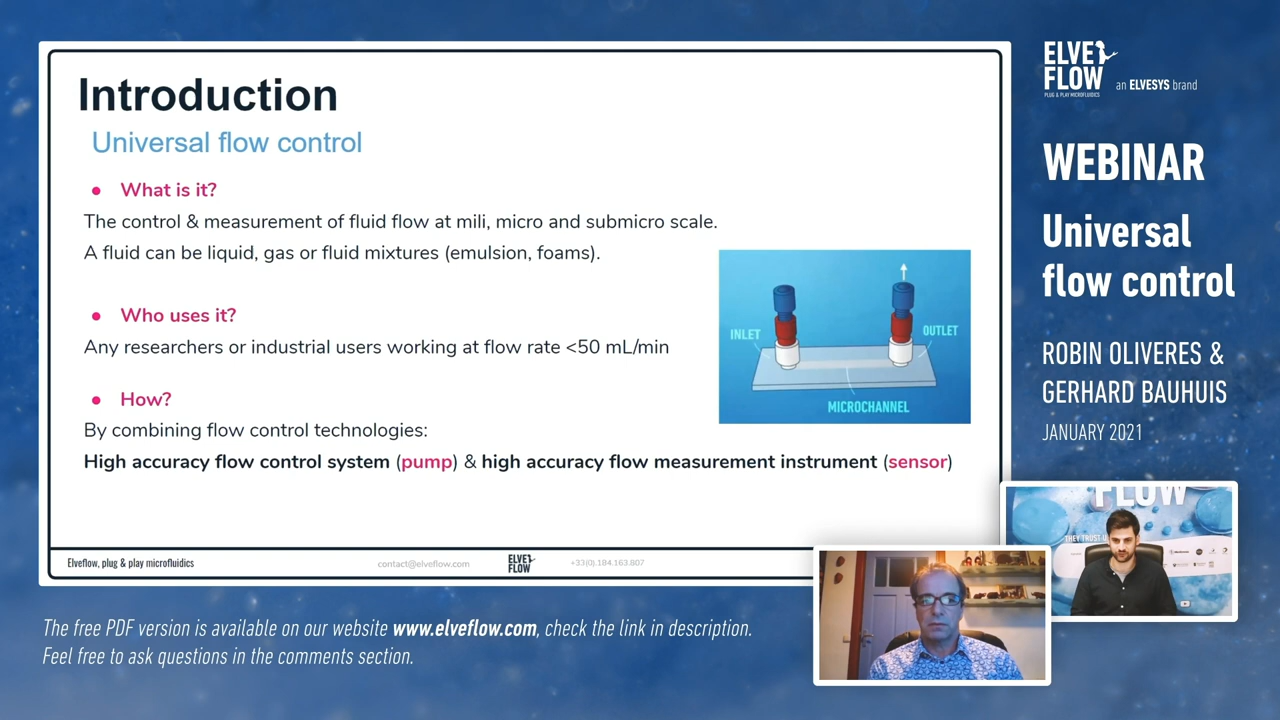 Introduction
Universal flow control
● What is it?
The control & measurement of fluid flow at mili, micro and submicro scale.
A fluid can be liquid, gas or fluid mixtures (emulsion, foams).
● Who uses it?
Any researchers or industrial users working at flow rate <50 mL/min
● How?
By combining flow control technologies:
High accuracy flow control system (pump) & high accuracy flow measurement instrument (sensor)
INLET
OUTLET
MICROCHANNEL
Elveflow, plug & play microfluidics
contact@elveflow.com
ELVE
FLOW
+33(0).184.163.807
ELVE
FLOW
PLUG & PLAY MICROFLUIDICS
an ELVESYS brand
WEBINAR
Universal
flow control
ROBIN OLIVERES &
GERHARD BAUHUIS
JANUARY 2021
FLOW
THEY TRUST U
The free PDF version is available on our website www.elveflow.com, check the link in description.
Feel free to ask questions in the comments section.